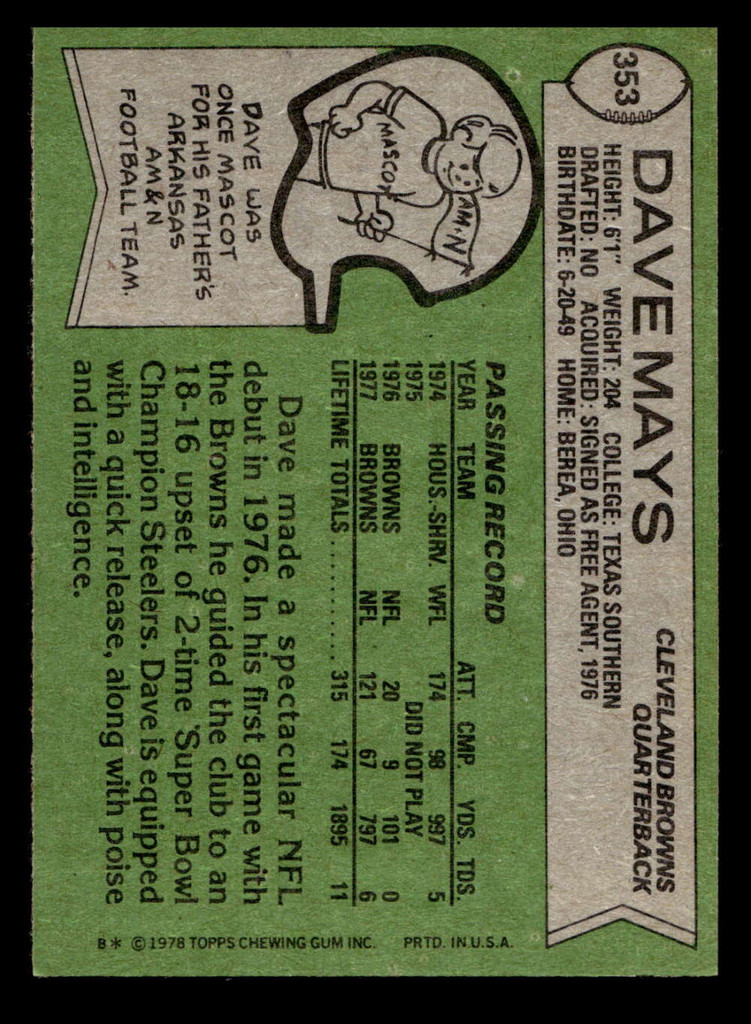 353
DAVE MAYS
CLEVELAND BROWNS
QUARTERBACK
HEIGHT: 6'1" WEIGHT: 204 COLLEGE: TEXAS SOUTHERN
DRAFTED: NO ACQUIRED: SIGNED AS FREE AGENT, 1976
BIRTHDATE: 6-20-49 HOME: BEREA, OHIO
MASCOT
AM·N
DAVE WAS
ONCE MASCOT
FOR HIS FATHER'S
ARKANSAS
AM&N
FOOTBALL TEAM.
PASSING RECORD
YEAR TEAM ATT. CMP. YDS. TDS.
1974 HOUS.-SHRV. WFL 174 98 997 5
1975 DID NOT PLAY
1976 BROWNS NFL 20 9 101 0
1977 BROWNS NFL 121 67 797 6
LIFETIME TOTALS .......... 315 174 1895 11
Dave made a spectacular NFL
debut in 1976. In his first game with
the Browns he guided the club to an
18-16 upset of 2-time Super Bowl
Champion Steelers. Dave is equipped
with a quick release, along with poise
and intelligence.
B* © 1978 TOPPS CHEWING GUM INC. PRTD. IN U.S.A.